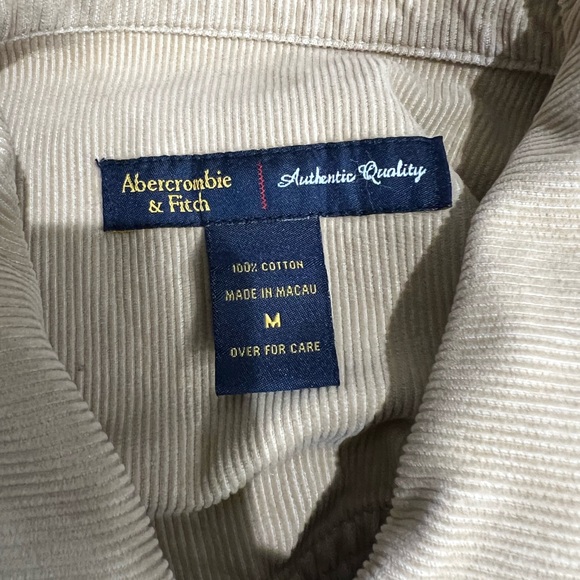 Abercrombie
& Fitch
Authentic Quality
100% COTTON
MADE IN MACAU
M
OVER FOR CARE